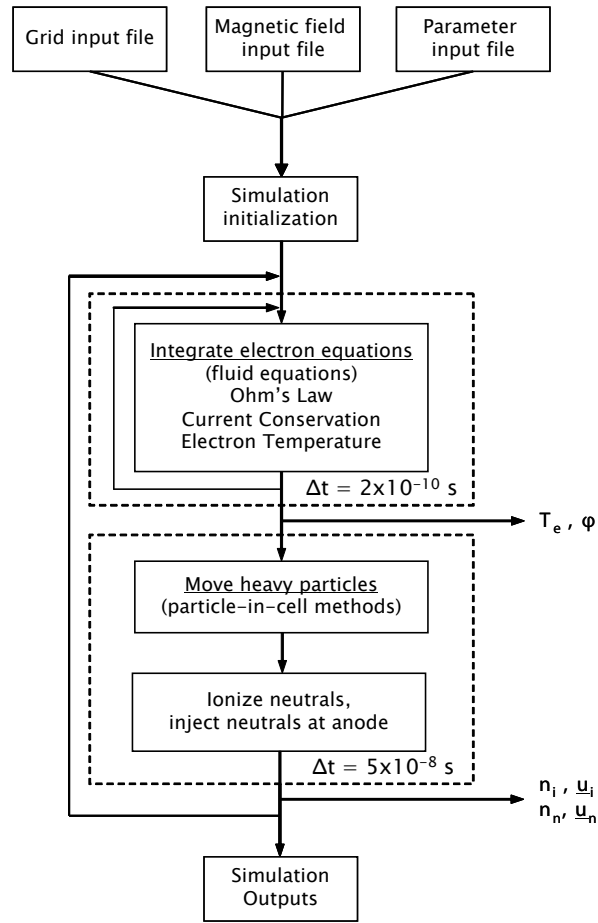 Grid input file
Magnetic field
input file
Parameter
input file
Simulation
initialization
Integrate electron equations
(fluid equations)
Ohm's Law
Current Conservation
Electron Temperature
Δt = 2x10⁻¹⁰ s
Tₑ , φ
Move heavy particles
(particle-in-cell methods)
Ionize neutrals,
inject neutrals at anode
Δt = 5x10⁻⁸ s
nᵢ , uᵢ
nₙ, uₙ
Simulation
Outputs